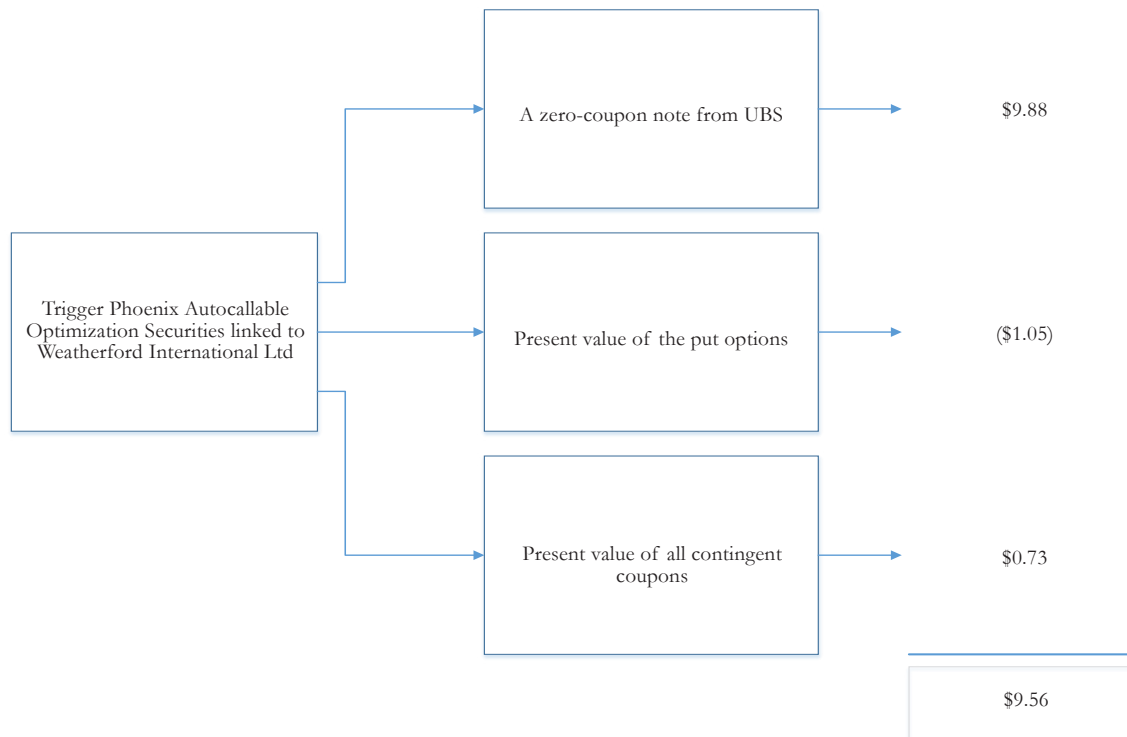 A zero-coupon note from UBS
$9.88
Trigger Phoenix Autocallable
Optimization Securities linked to
Weatherford International Ltd
Present value of the put options
($1.05)
Present value of all contingent
coupons
$0.73
$9.56